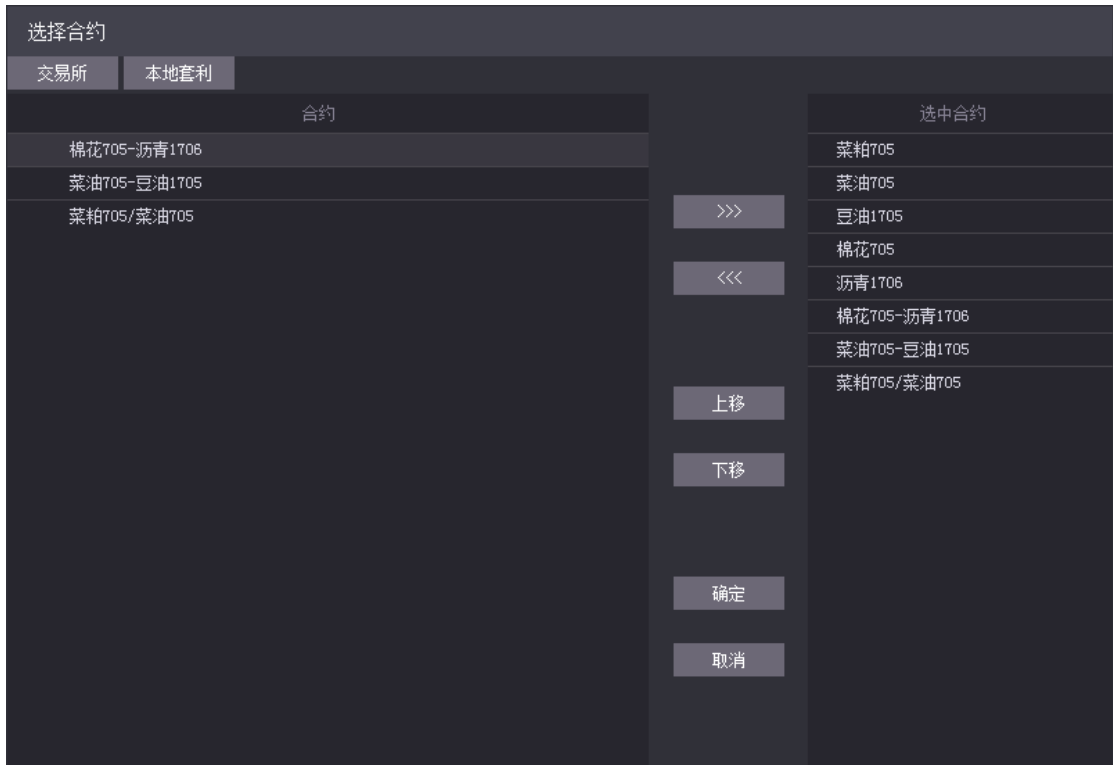 选择合约
交易所 本地套利
合约
棉花705-沥青1706
菜油705-豆油1705
菜粕705/菜油705
>>>
<<<
上移
下移
确定
取消
选中合约
菜粕705
菜油705
豆油1705
棉花705
沥青1706
棉花705-沥青1706
菜油705-豆油1705
菜粕705/菜油705